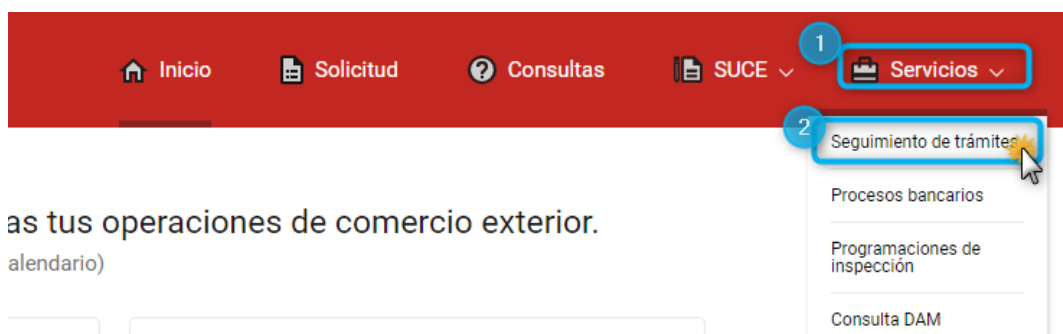 1
Inicio Solicitud Consultas SUCE Servicios
2
Seguimiento de trámites
Procesos bancarios
as tus operaciones de comercio exterior.
alendario)
Programaciones de
inspección
Consulta DAM